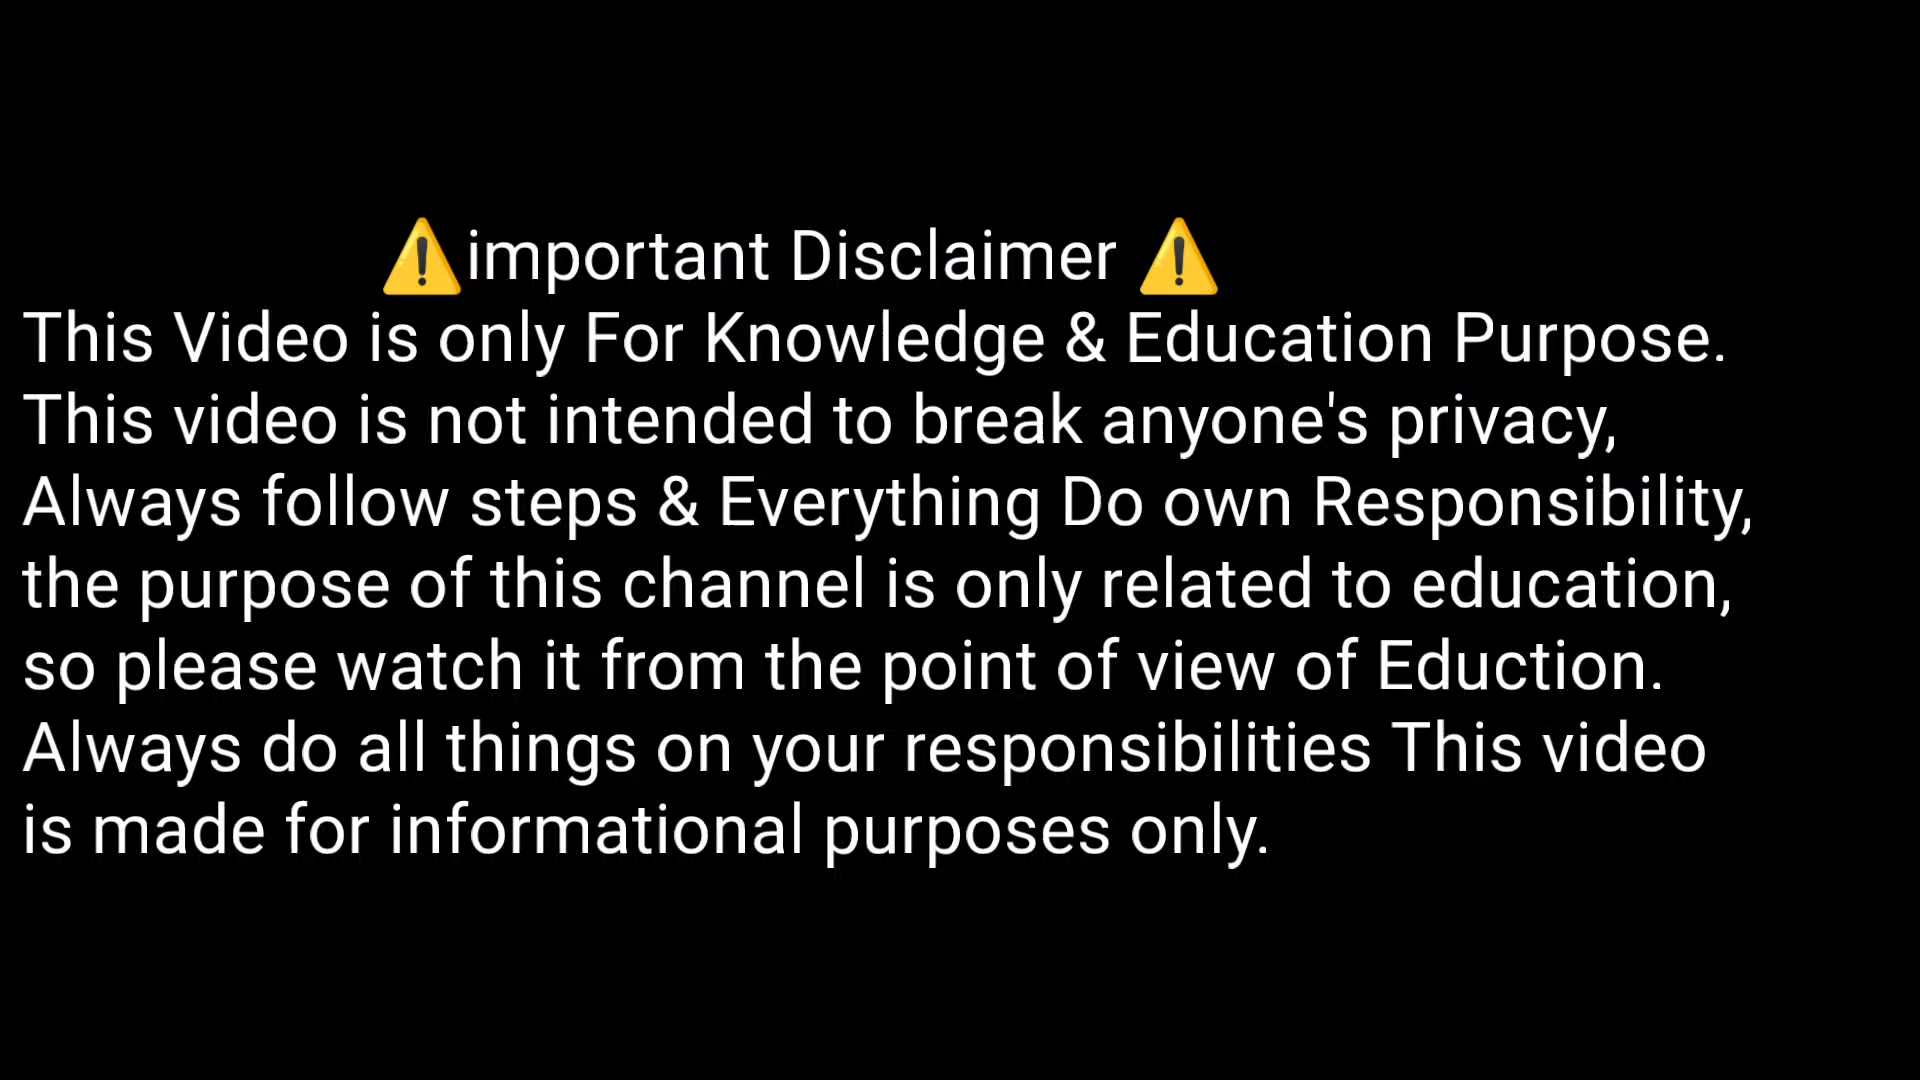 ⚠️important Disclaimer ⚠️
This Video is only For Knowledge & Education Purpose.
This video is not intended to break anyone's privacy,
Always follow steps & Everything Do own Responsibility,
the purpose of this channel is only related to education,
so please watch it from the point of view of Eduction.
Always do all things on your responsibilities This video
is made for informational purposes only.